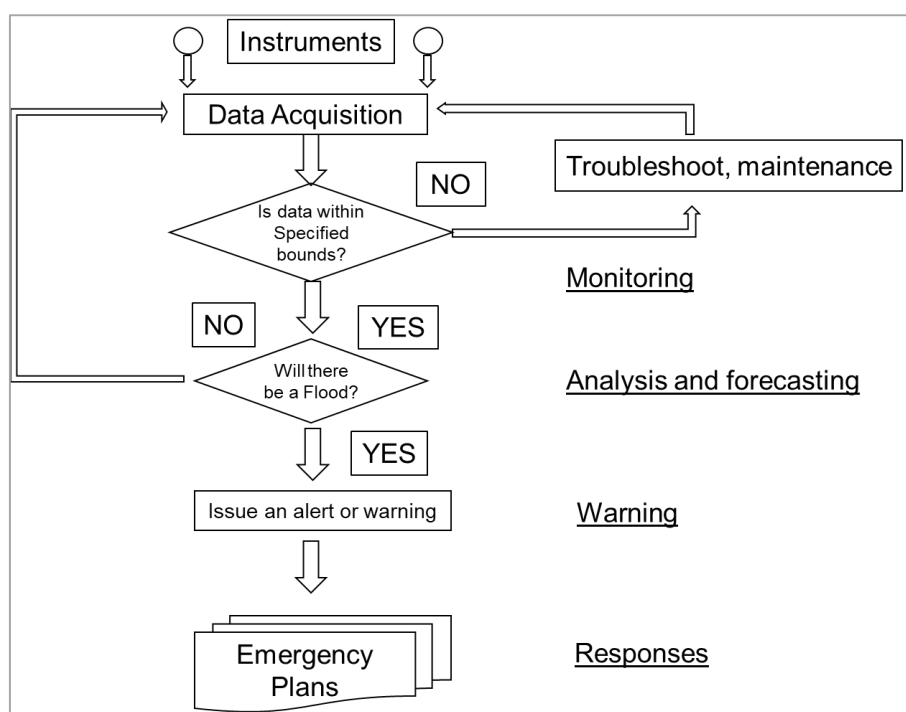 Instruments
Data Acquisition
Troubleshoot, maintenance
NO
Is data within
Specified
bounds?
Monitoring
NO
YES
Will there
be a Flood?
Analysis and forecasting
YES
Issue an alert or warning
Warning
Emergency
Plans
Responses